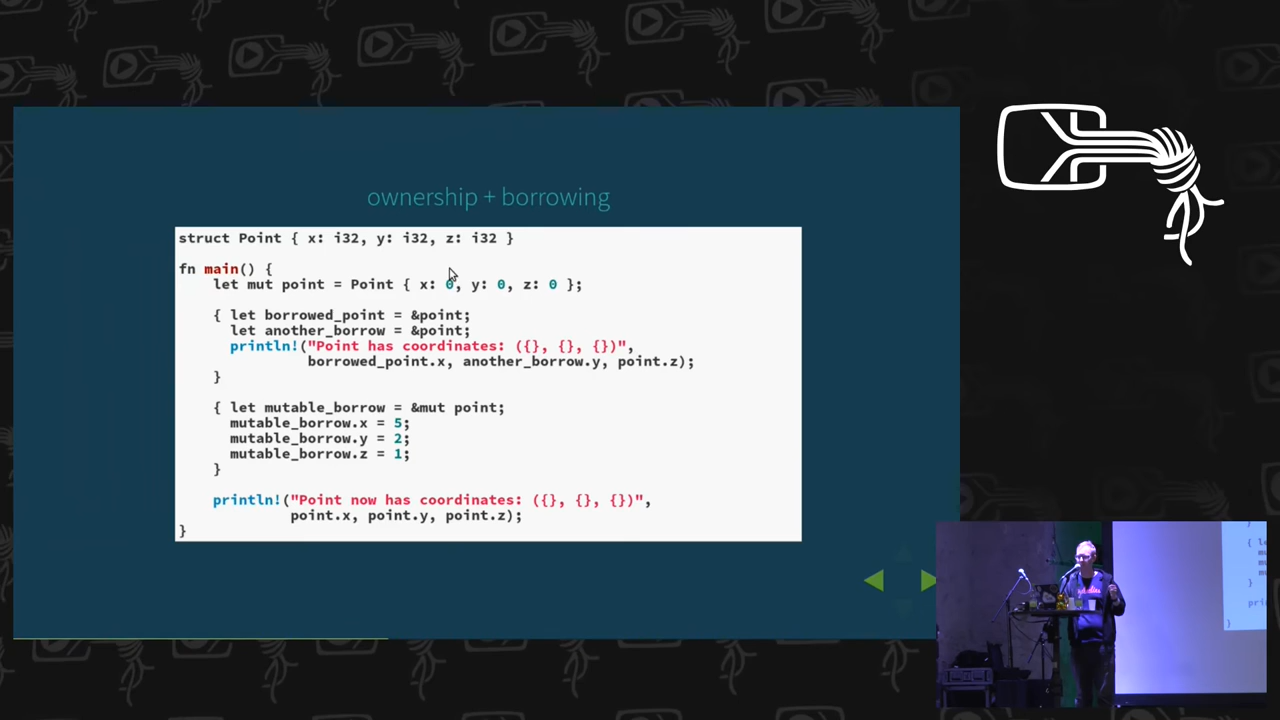 ownership + borrowing
struct Point { x: i32, y: i32, z: i32 }
fn main() {
let mut point = Point { x: 0, y: 0, z: 0 };
{ let borrowed_point = &point;
let another_borrow = &point;
println!("Point has coordinates: ({}, {}, {})",
borrowed_point.x, another_borrow.y, point.z);
}
{ let mutable_borrow = &mut point;
mutable_borrow.x = 5;
mutable_borrow.y = 2;
mutable_borrow.z = 1;
}
println!("Point now has coordinates: ({}, {}, {})",
point.x, point.y, point.z);
}